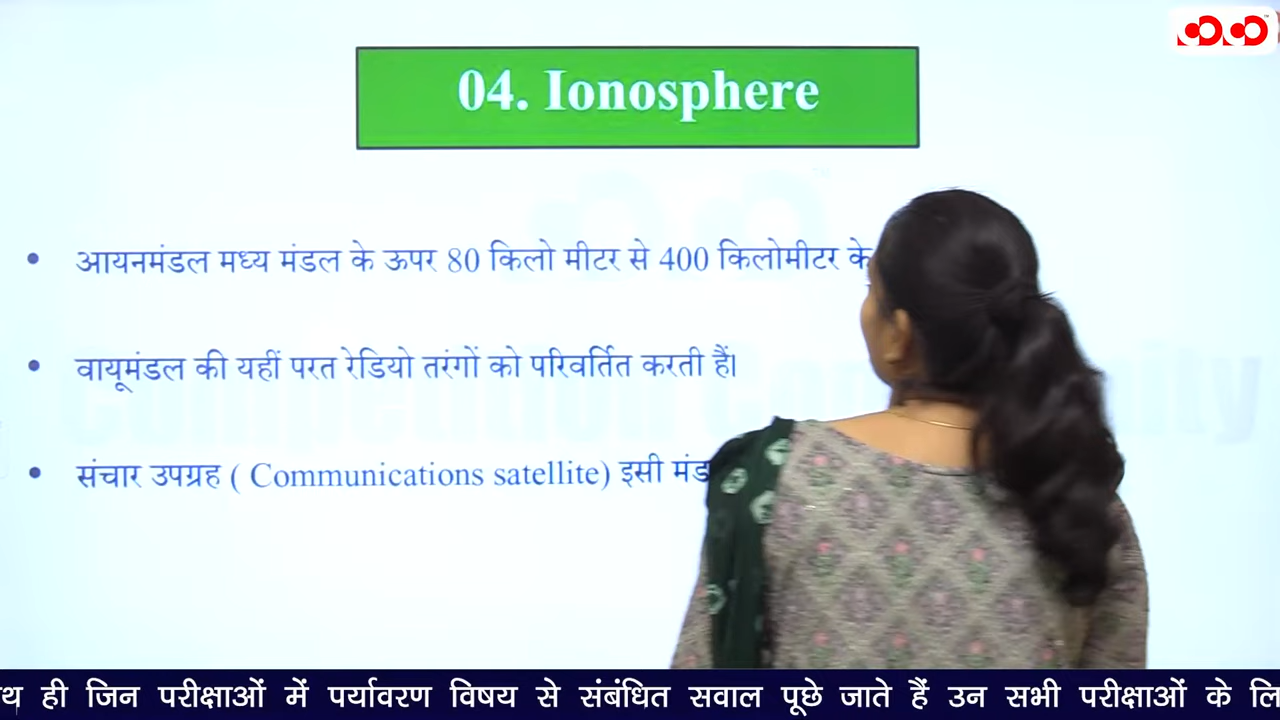 04. Ionosphere
• आयनमंडल मध्य मंडल के ऊपर 80 किलो मीटर से 400 किलोमीटर के
• वायूमंडल की यहीं परत रेडियो तरंगों को परिवर्तित करती हैं।
• संचार उपग्रह ( Communications satellite) इसी मंड
ही जिन परीक्षाओं में पर्यावरण विषय से संबंधित सवाल पूछे जाते हैं उन सभी परीक्षाओं के लि